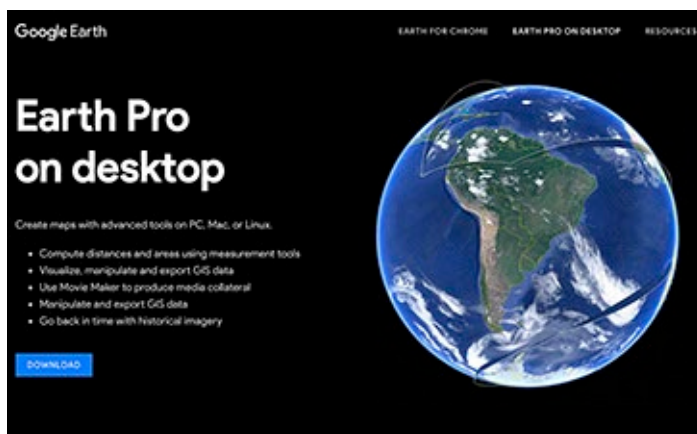 Google Earth
EARTH FOR CHROME
EARTH PRO ON DESKTOP
RESOURCES
Earth Pro
on desktop
Create maps with advanced tools on PC, Mac, or Linux.
Compute distances and areas using measurement tools
Visualize, manipulate and export GIS data
Use Movie Maker to produce media collateral
Manipulate and export GIS data
Go back in time with historical imagery
DOWNLOAD